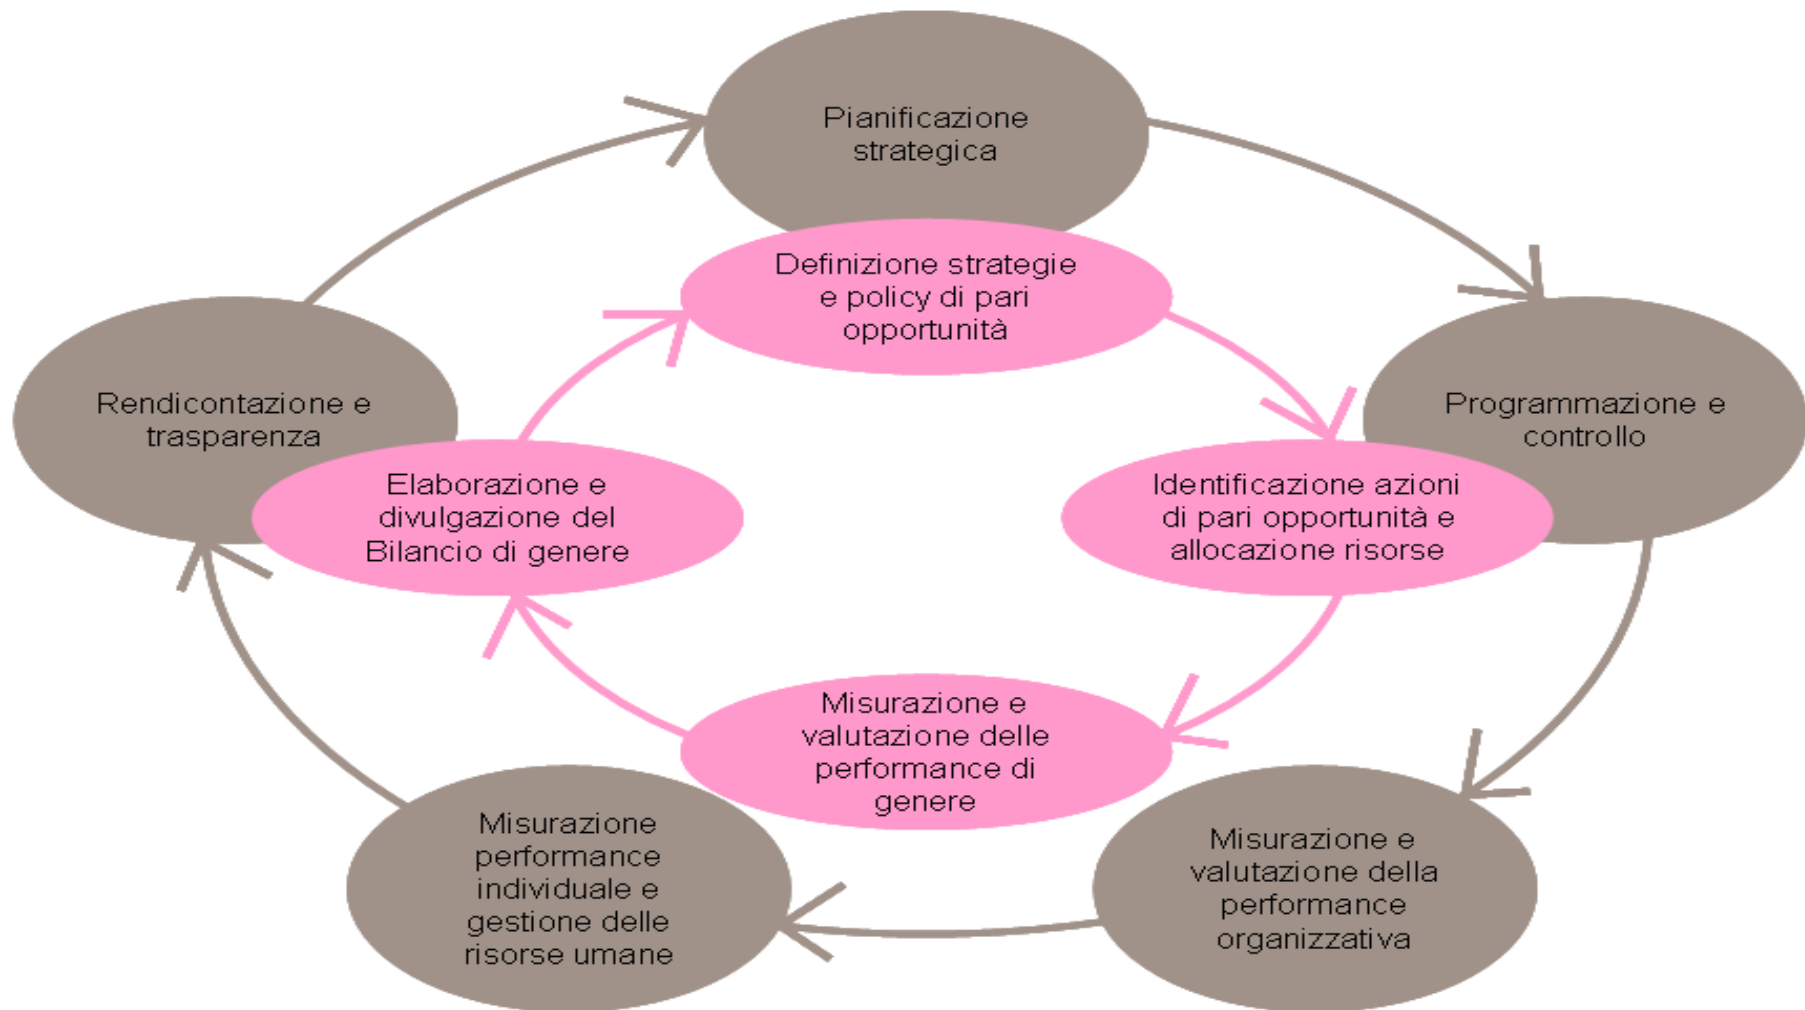 Pianificazione
strategica
Definizione strategie
e policy di pari
opportunità
Rendicontazione e
trasparenza
Programmazione e
controllo
Elaborazione e
divulgazione del
Bilancio di genere
Identificazione azioni
di pari opportunità e
allocazione risorse
Misurazione e
valutazione delle
performance di
genere
Misurazione
performance
individuale e
gestione delle
risorse umane
Misurazione e
valutazione della
performance
organizzativa